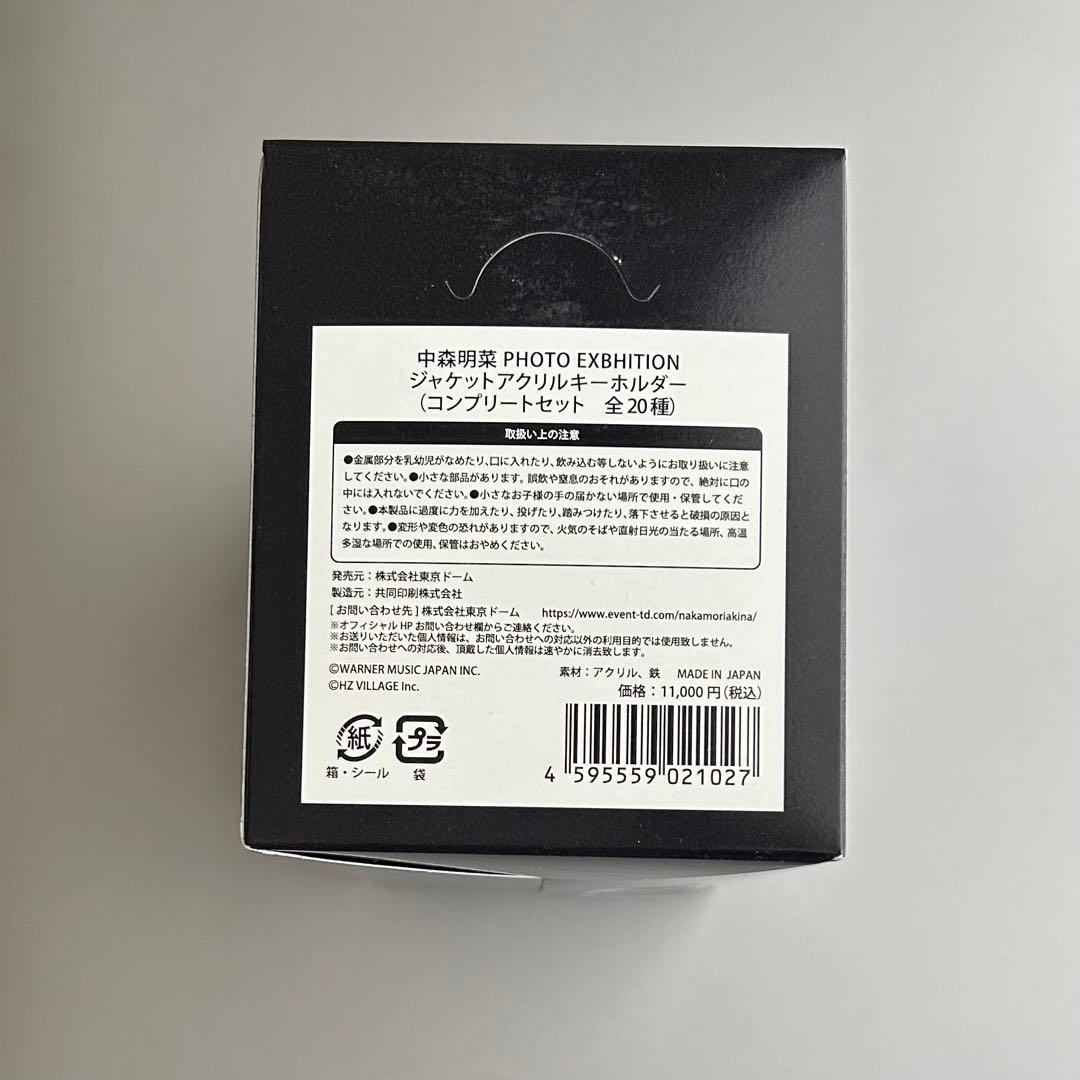 中森明菜 PHOTO EXBHITION
ジャケットアクリルキーホルダー
(コンプリートセット　全20種)
取扱い上の注意
●金属部分を乳幼児がなめたり、口に入れたり、飲み込む等しないようにお取り扱いに注意
してください。●小さな部品があります。誤飲や窒息のおそれがありますので、絶対に口の
中には入れないでください。●小さなお子様の手の届かない場所で使用・保管してくだ
さい。●本製品に過度に力を加えたり、投げたり、踏みつけたり、落下させると破損の原因と
なります。●変形や変色の恐れがありますので、火気のそばや直射日光の当たる場所、高温
多湿な場所での使用、保管はおやめください。
発売元：株式会社東京ドーム
製造元：共同印刷株式会社
[お問い合わせ先]株式会社東京ドーム　https://www.event-td.com/nakamoriakina/
※オフィシャルHPお問い合わせ欄からご連絡ください。
※お送りいただいた個人情報は、お問い合わせへの対応以外の利用目的では使用致しません。
※お問い合わせへの対応後、頂戴した個人情報は速やかに消去致します。
©WARNER MUSIC JAPAN INC.　素材：アクリル、鉄　MADE IN JAPAN
©HZ VILLAGE Inc.　価格：11,000円(税込)
紙　プラ
箱・シール　袋
4 595559 021027